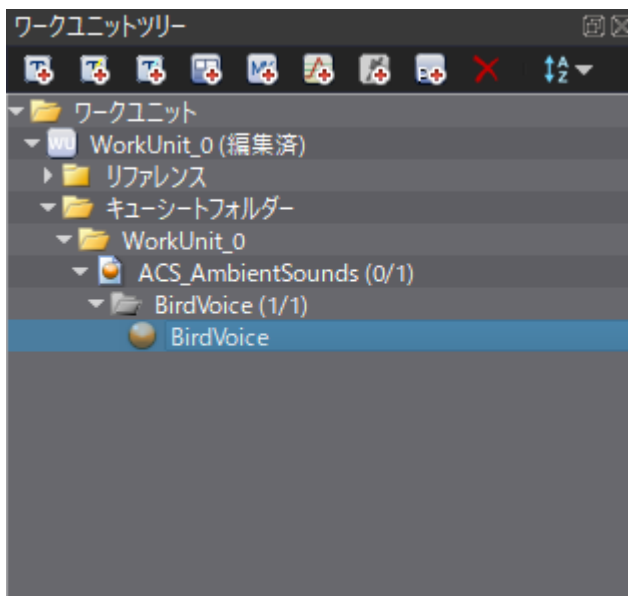 ワークユニットツリー
ワークユニット
WU WorkUnit_0 (編集済)
リファレンス
キューシートフォルダー
WorkUnit_0
ACS_AmbientSounds (0/1)
BirdVoice (1/1)
BirdVoice